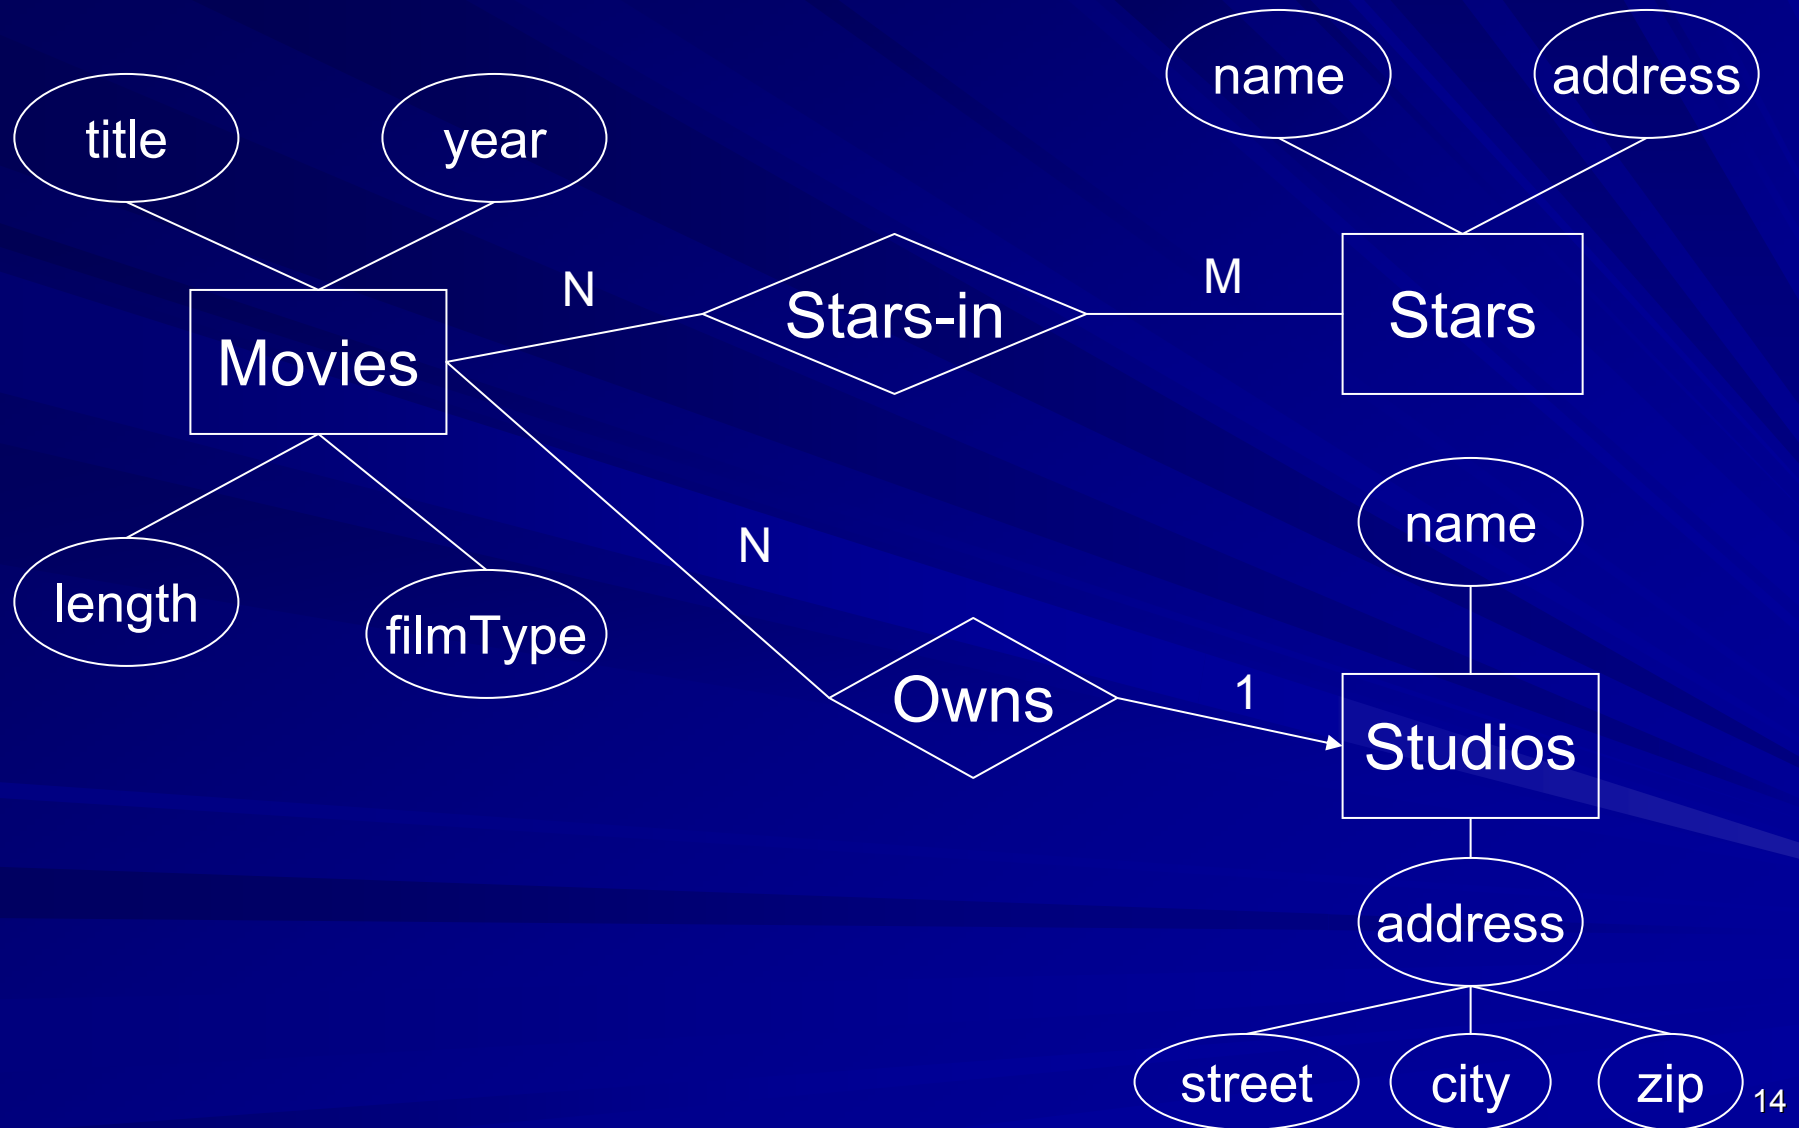 name
address
title
year
N
M
Stars-in
Stars
Movies
name
N
length
filmType
1
Owns
Studios
address
street
city
zip
14